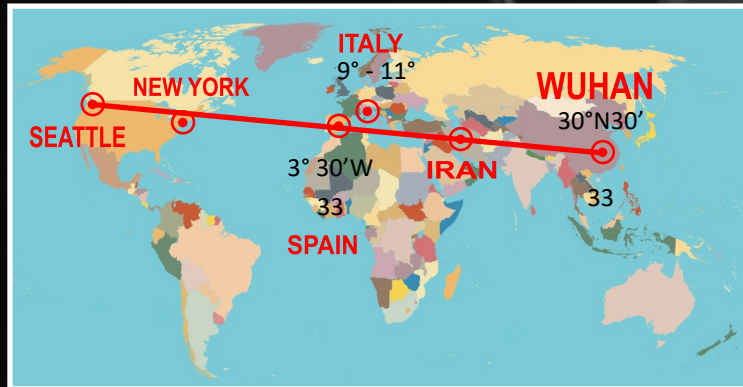 ITALY
9° - 11°
NEW YORK
WUHAN
30°N30′
SEATTLE
3° 30′W
IRAN
33
33
SPAIN